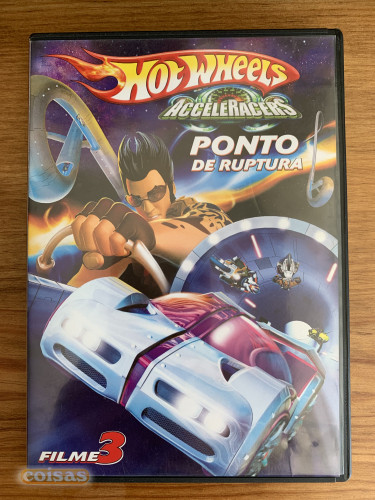 HOT WHEELS
ACCELERACERS
PONTO
DE RUPTURA
FILME 3
coisas